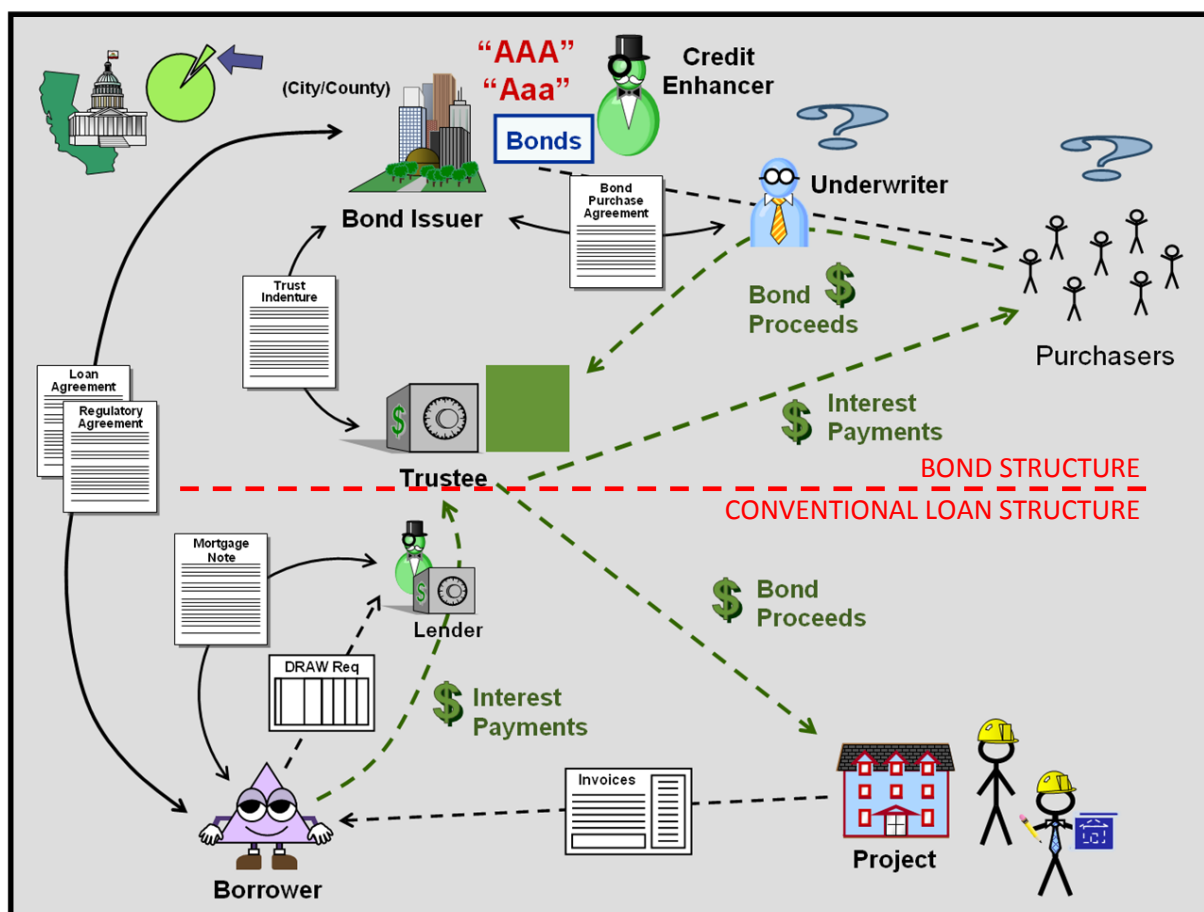 “AAA”
“Aaa”
Credit
Enhancer
(City/County)
Bonds
Bond Issuer
Bond
Purchase
Agreement
Underwriter
Trust
Indenture
Bond $
Proceeds
Purchasers
Loan
Agreement
Regulatory
Agreement
$
Trustee
$ Interest
Payments
BOND STRUCTURE
CONVENTIONAL LOAN STRUCTURE
Mortgage
Note
$
Lender
$ Bond
Proceeds
DRAW Req
$ Interest
Payments
Invoices
Borrower
Project